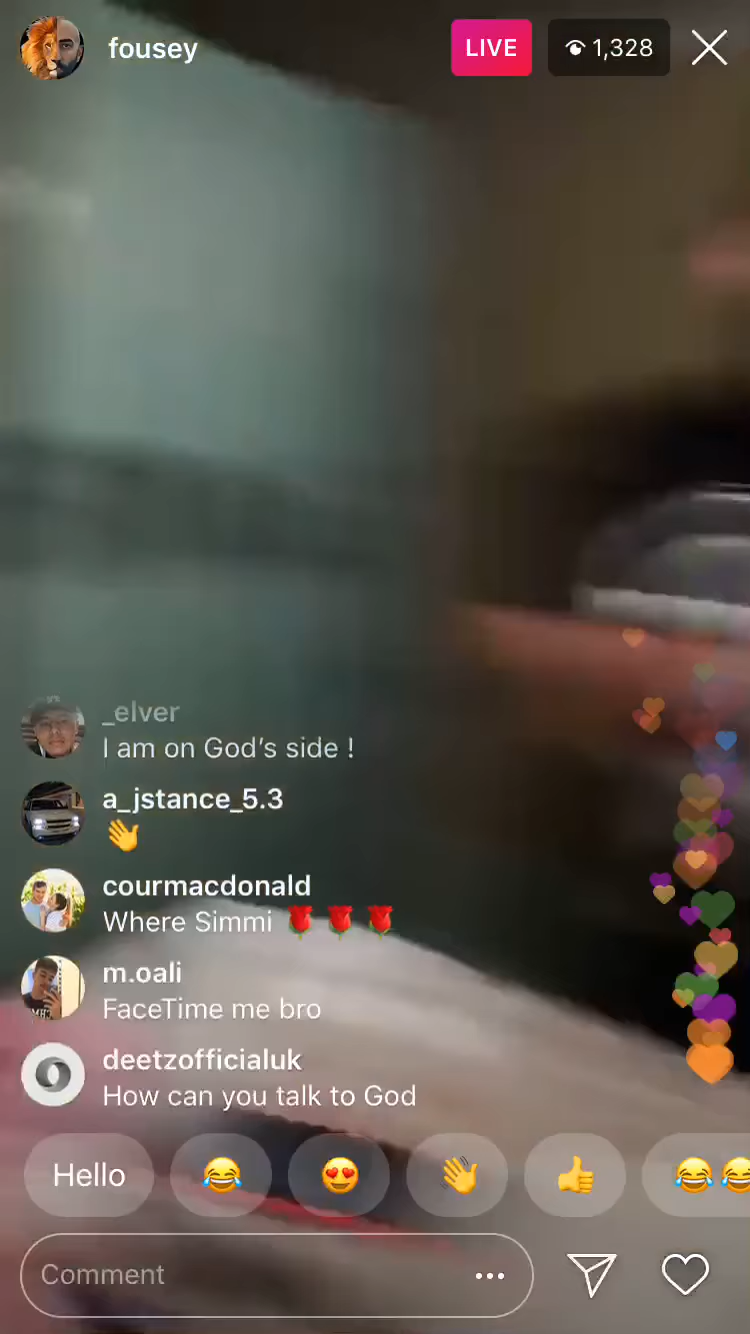 fousey LIVE 1,328
_elver
I am on God’s side !
a_jstance_5.3
👋
courmacdonald
Where Simmi 🌹🌹🌹
m.oali
FaceTime me bro
deetzofficialuk
How can you talk to God
Hello 😂 😍 👋 👍 😂😂
Comment